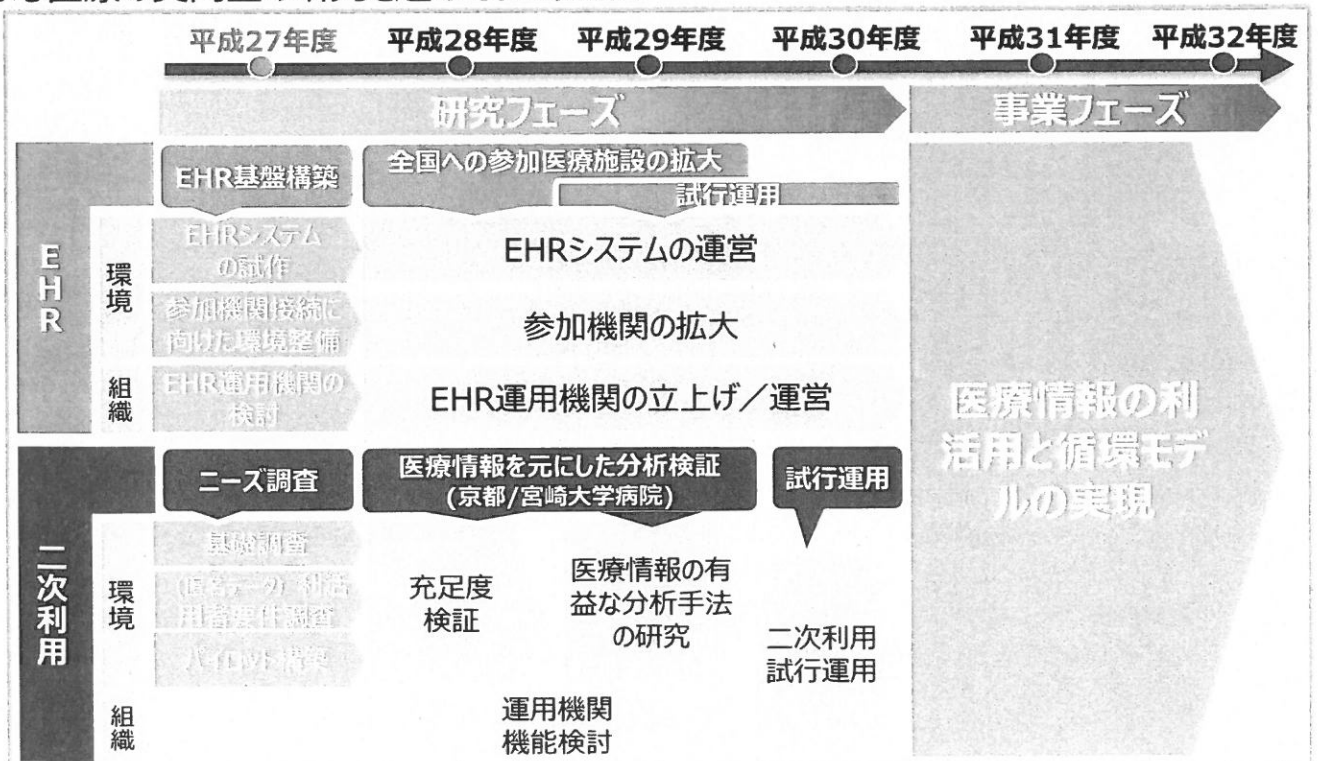 平成27年度 平成28年度 平成29年度 平成30年度 平成31年度 平成32年度
研究フェーズ 事業フェーズ
EHR
環境
組織
EHR基盤構築
全国への参加医療施設の拡大
試行運用
EHRシステム
の試作
EHRシステムの運営
参加機関接続に
向けた環境整備
参加機関の拡大
EHR運用機関の
検討
EHR運用機関の立上げ／運営
二次利用
環境
組織
ニーズ調査
医療情報を元にした分析検証
(京都/宮崎大学病院)
試行運用
基礎調査
(匿名データ) 利活
用者要件調査
パイロット構築
充足度
検証
医療情報の有
益な分析手法
の研究
二次利用
試行運用
運用機関
機能検討
医療情報の利
活用と循環モデ
ルの実現